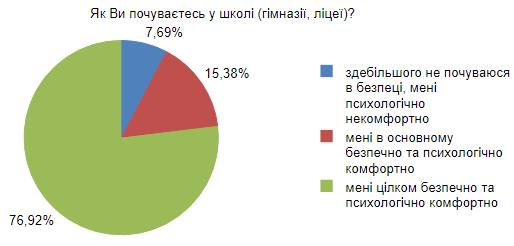 Як Ви почуваєтесь у школі (гімназії, ліцеї)?
7,69%
15,38%
76,92%
здебільшого не почуваюся
в безпеці, мені
психологічно
некомфортно
мені в основному
безпечно та психологічно
комфортно
мені цілком безпечно та
психологічно комфортно